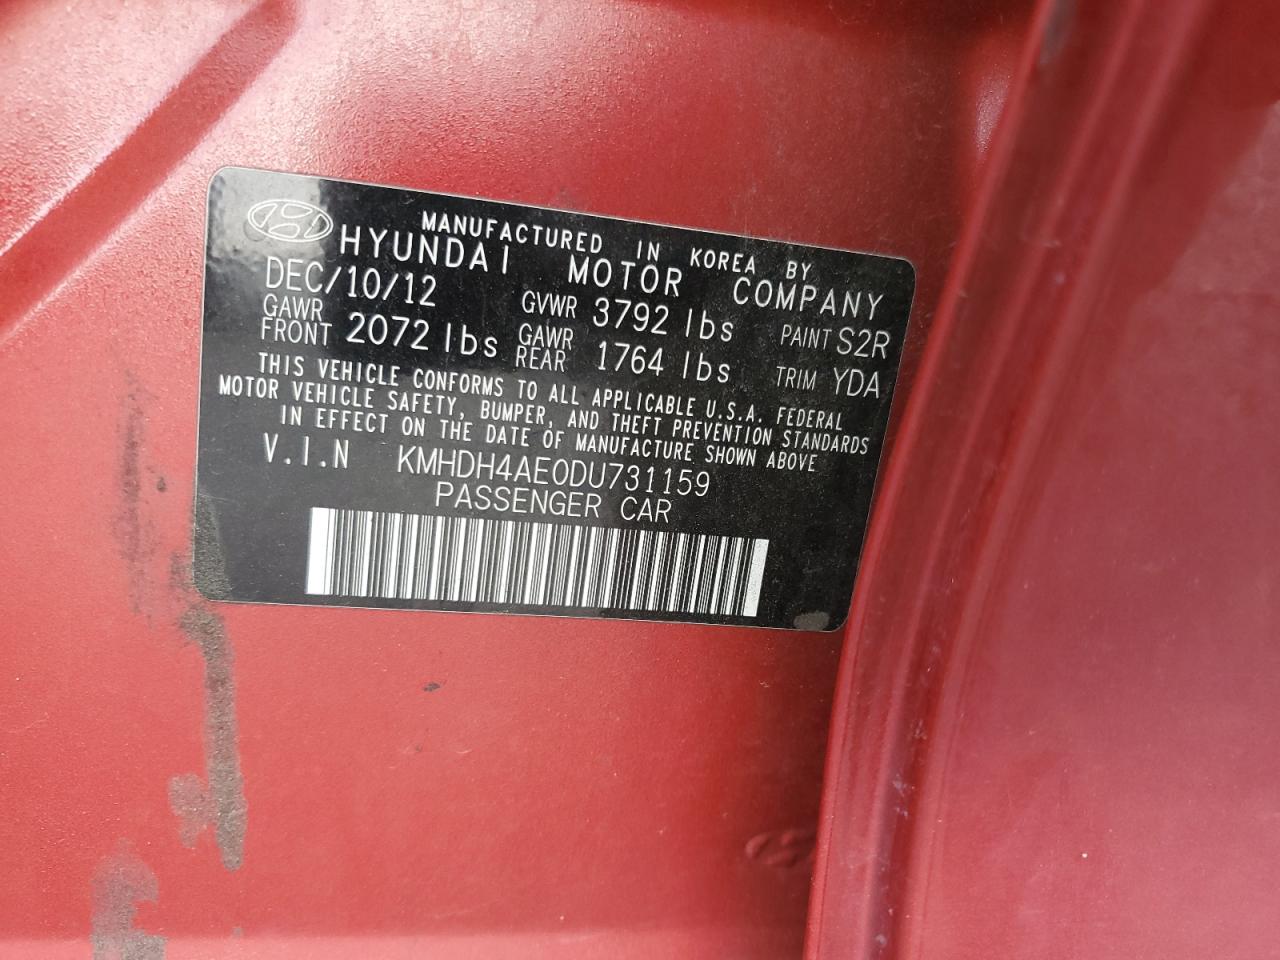 MANUFACTURED IN KOREA BY
HYUNDAI MOTOR COMPANY
DEC/10/12 GVWR 3792 lbs PAINT S2R
GAWR FRONT 2072 lbs GAWR REAR 1764 lbs TRIM YDA
THIS VEHICLE CONFORMS TO ALL APPLICABLE U.S.A. FEDERAL
MOTOR VEHICLE SAFETY, BUMPER, AND THEFT PREVENTION STANDARDS
IN EFFECT ON THE DATE OF MANUFACTURE SHOWN ABOVE
V.I.N KMHDH4AE0DU731159
PASSENGER CAR